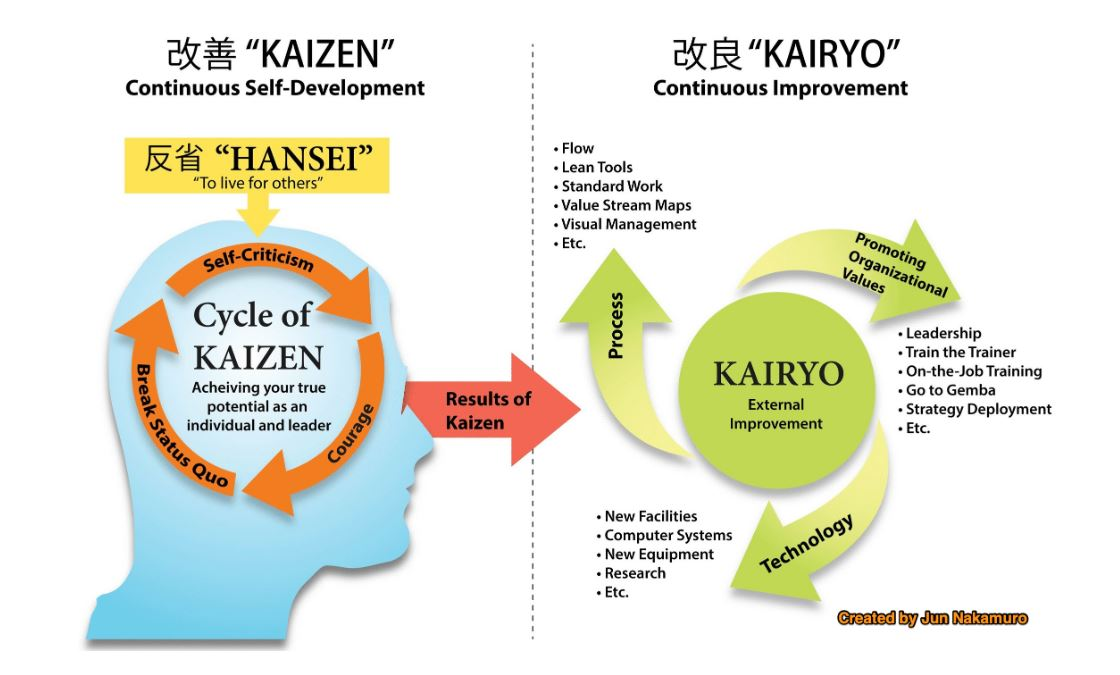 改善 “KAIZEN”
Continuous Self-Development
反省 “HANSEI”
“To live for others”
Self-Criticism
Courage
Break Status Quo
Cycle of
KAIZEN
Acheiving your true
potential as an
individual and leader
Results of
Kaizen
改良 “KAIRYO”
Continuous Improvement
• Flow
• Lean Tools
• Standard Work
• Value Stream Maps
• Visual Management
• Etc.
Process
Promoting
Organizational
Values
• Leadership
• Train the Trainer
• On-the-Job Training
• Go to Gemba
• Strategy Deployment
• Etc.
KAIRYO
External
Improvement
Technology
• New Facilities
• Computer Systems
• New Equipment
• Research
• Etc.
Created by Jun Nakamuro